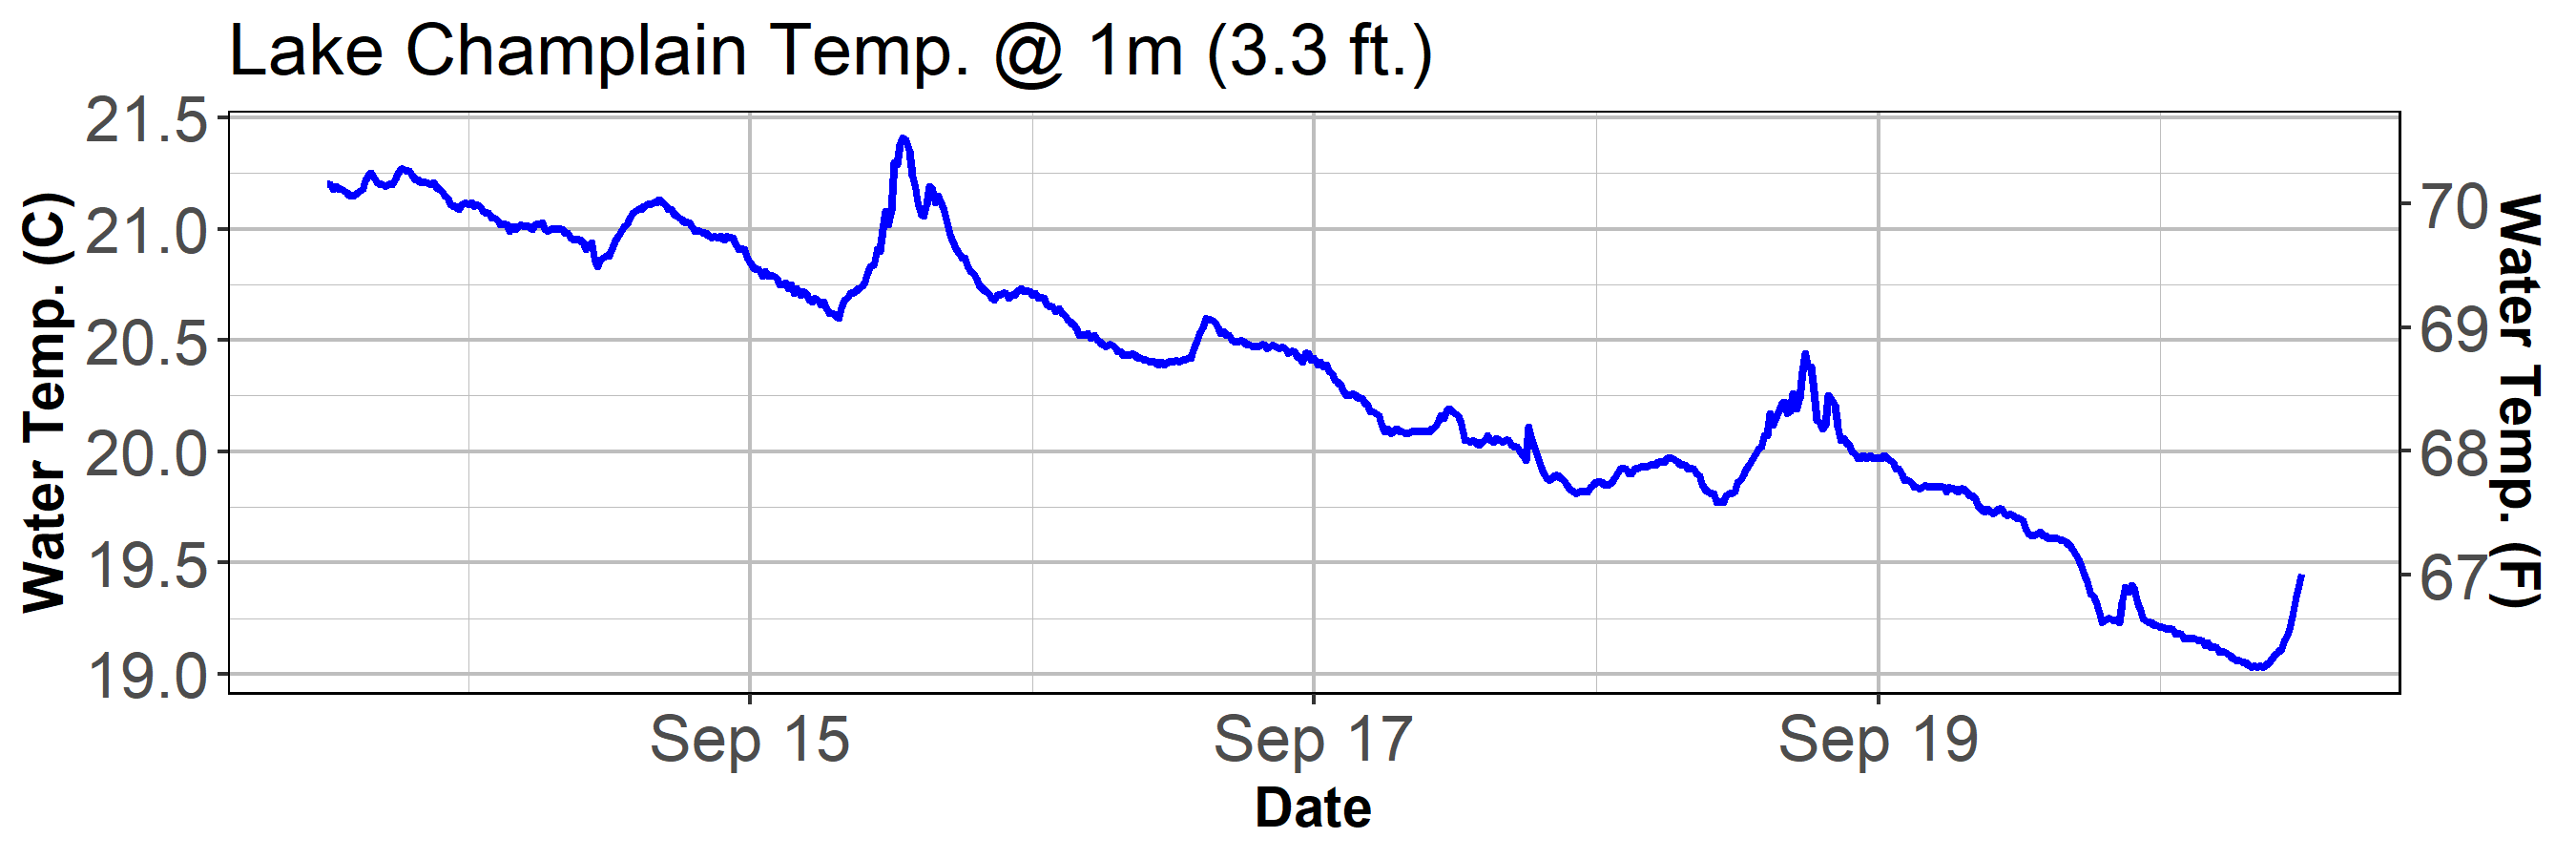 Lake Champlain Temp. @ 1m (3.3 ft.)
Water Temp. (C)
21.5
21.0
20.5
20.0
19.5
19.0
70
69
68
67
Water Temp. (F)
Sep 15
Sep 17
Sep 19
Date